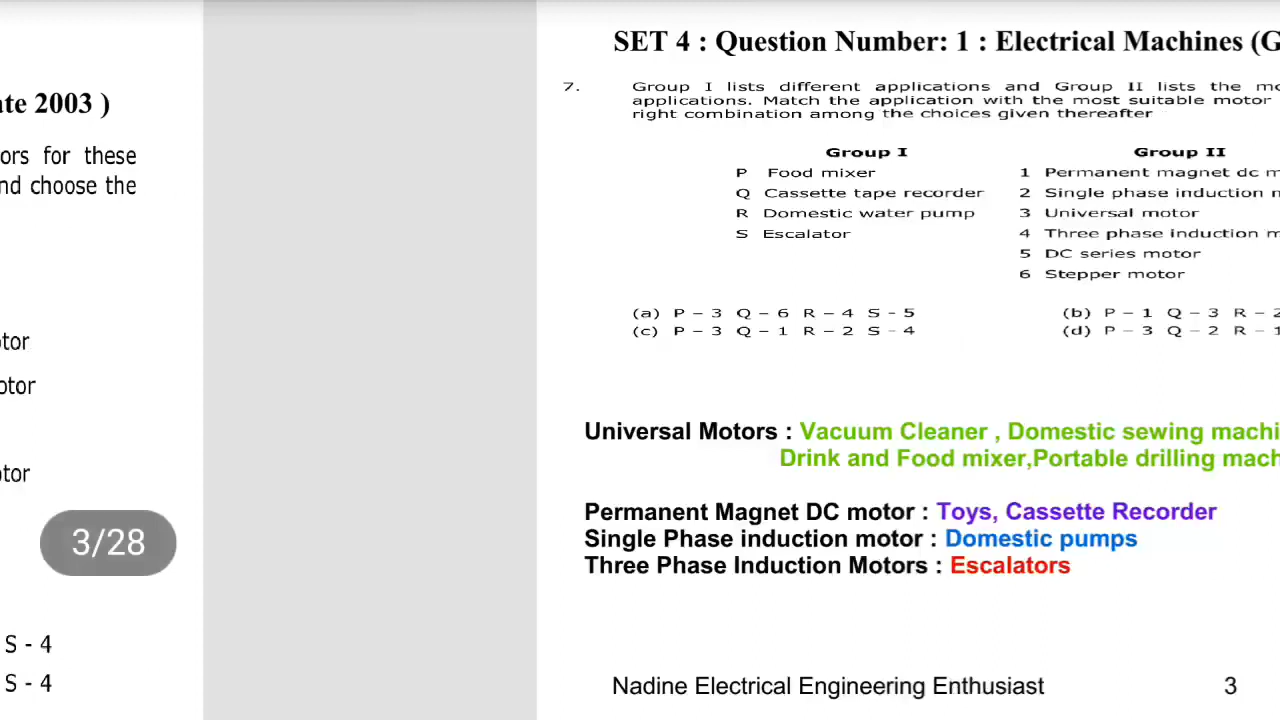 ate 2003 )
ors for these
nd choose the
tor
otor
tor
3/28
S - 4
S - 4
SET 4 : Question Number: 1 : Electrical Machines (G
7. Group I lists different applications and Group II lists the mo
applications. Match the application with the most suitable motor
right combination among the choices given thereafter
Group I Group II
P Food mixer 1 Permanent magnet dc m
Q Cassette tape recorder 2 Single phase induction m
R Domestic water pump 3 Universal motor
S Escalator 4 Three phase induction m
5 DC series motor
6 Stepper motor
(a) P – 3 Q – 6 R – 4 S - 5 (b) P – 1 Q – 3 R – 2
(c) P – 3 Q – 1 R – 2 S - 4 (d) P – 3 Q – 2 R – 1
Universal Motors : Vacuum Cleaner , Domestic sewing machi
Drink and Food mixer,Portable drilling mach
Permanent Magnet DC motor : Toys, Cassette Recorder
Single Phase induction motor : Domestic pumps
Three Phase Induction Motors : Escalators
Nadine Electrical Engineering Enthusiast 3